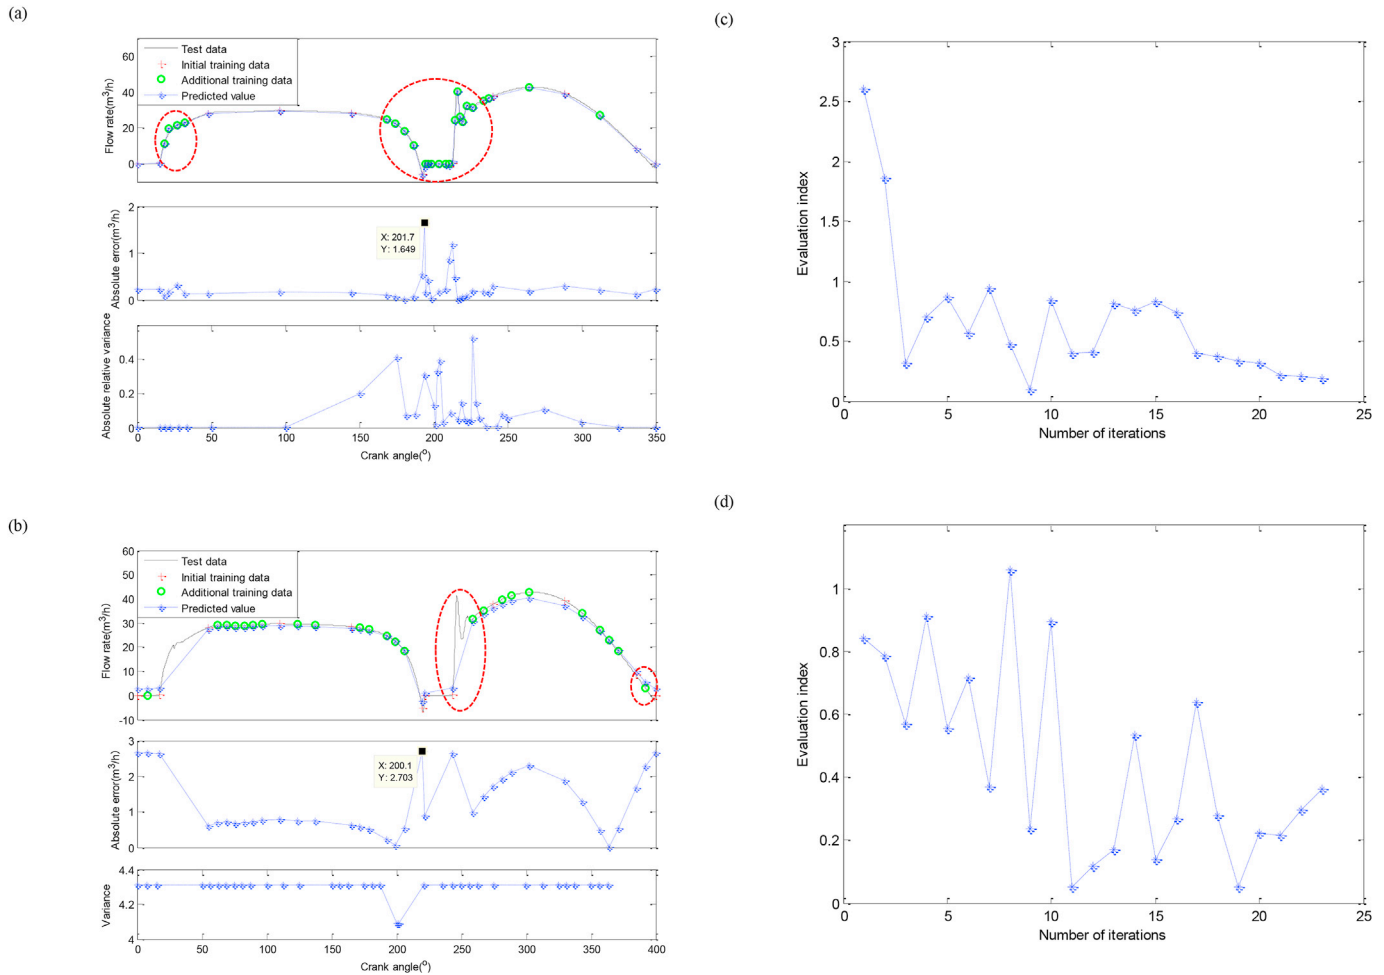 (a)
Test data
Initial training data
Additional training data
Predicted value
Flow rate(m³/h)
60
40
20
0
Absolute error(m³/h)
2
1
0
X: 201.7
Y: 1.649
Absolute relative variance
0.4
0.2
0
0 50 100 150 200 250 300 350
Crank angle(°)
(b)
Test data
Initial training data
Additional training data
Predicted value
Flow rate(m³/h)
60
50
40
30
20
10
0
-10
Absolute error(m³/h)
3
2
1
0
X: 200.1
Y: 2.703
Variance
4.4
4.2
4
0 50 100 150 200 250 300 350 400
Crank angle(°)
(c)
Evaluation index
3
2.5
2
1.5
1
0.5
0
0 5 10 15 20 25
Number of iterations
(d)
Evaluation index
1
0.8
0.6
0.4
0.2
0
0 5 10 15 20 25
Number of iterations